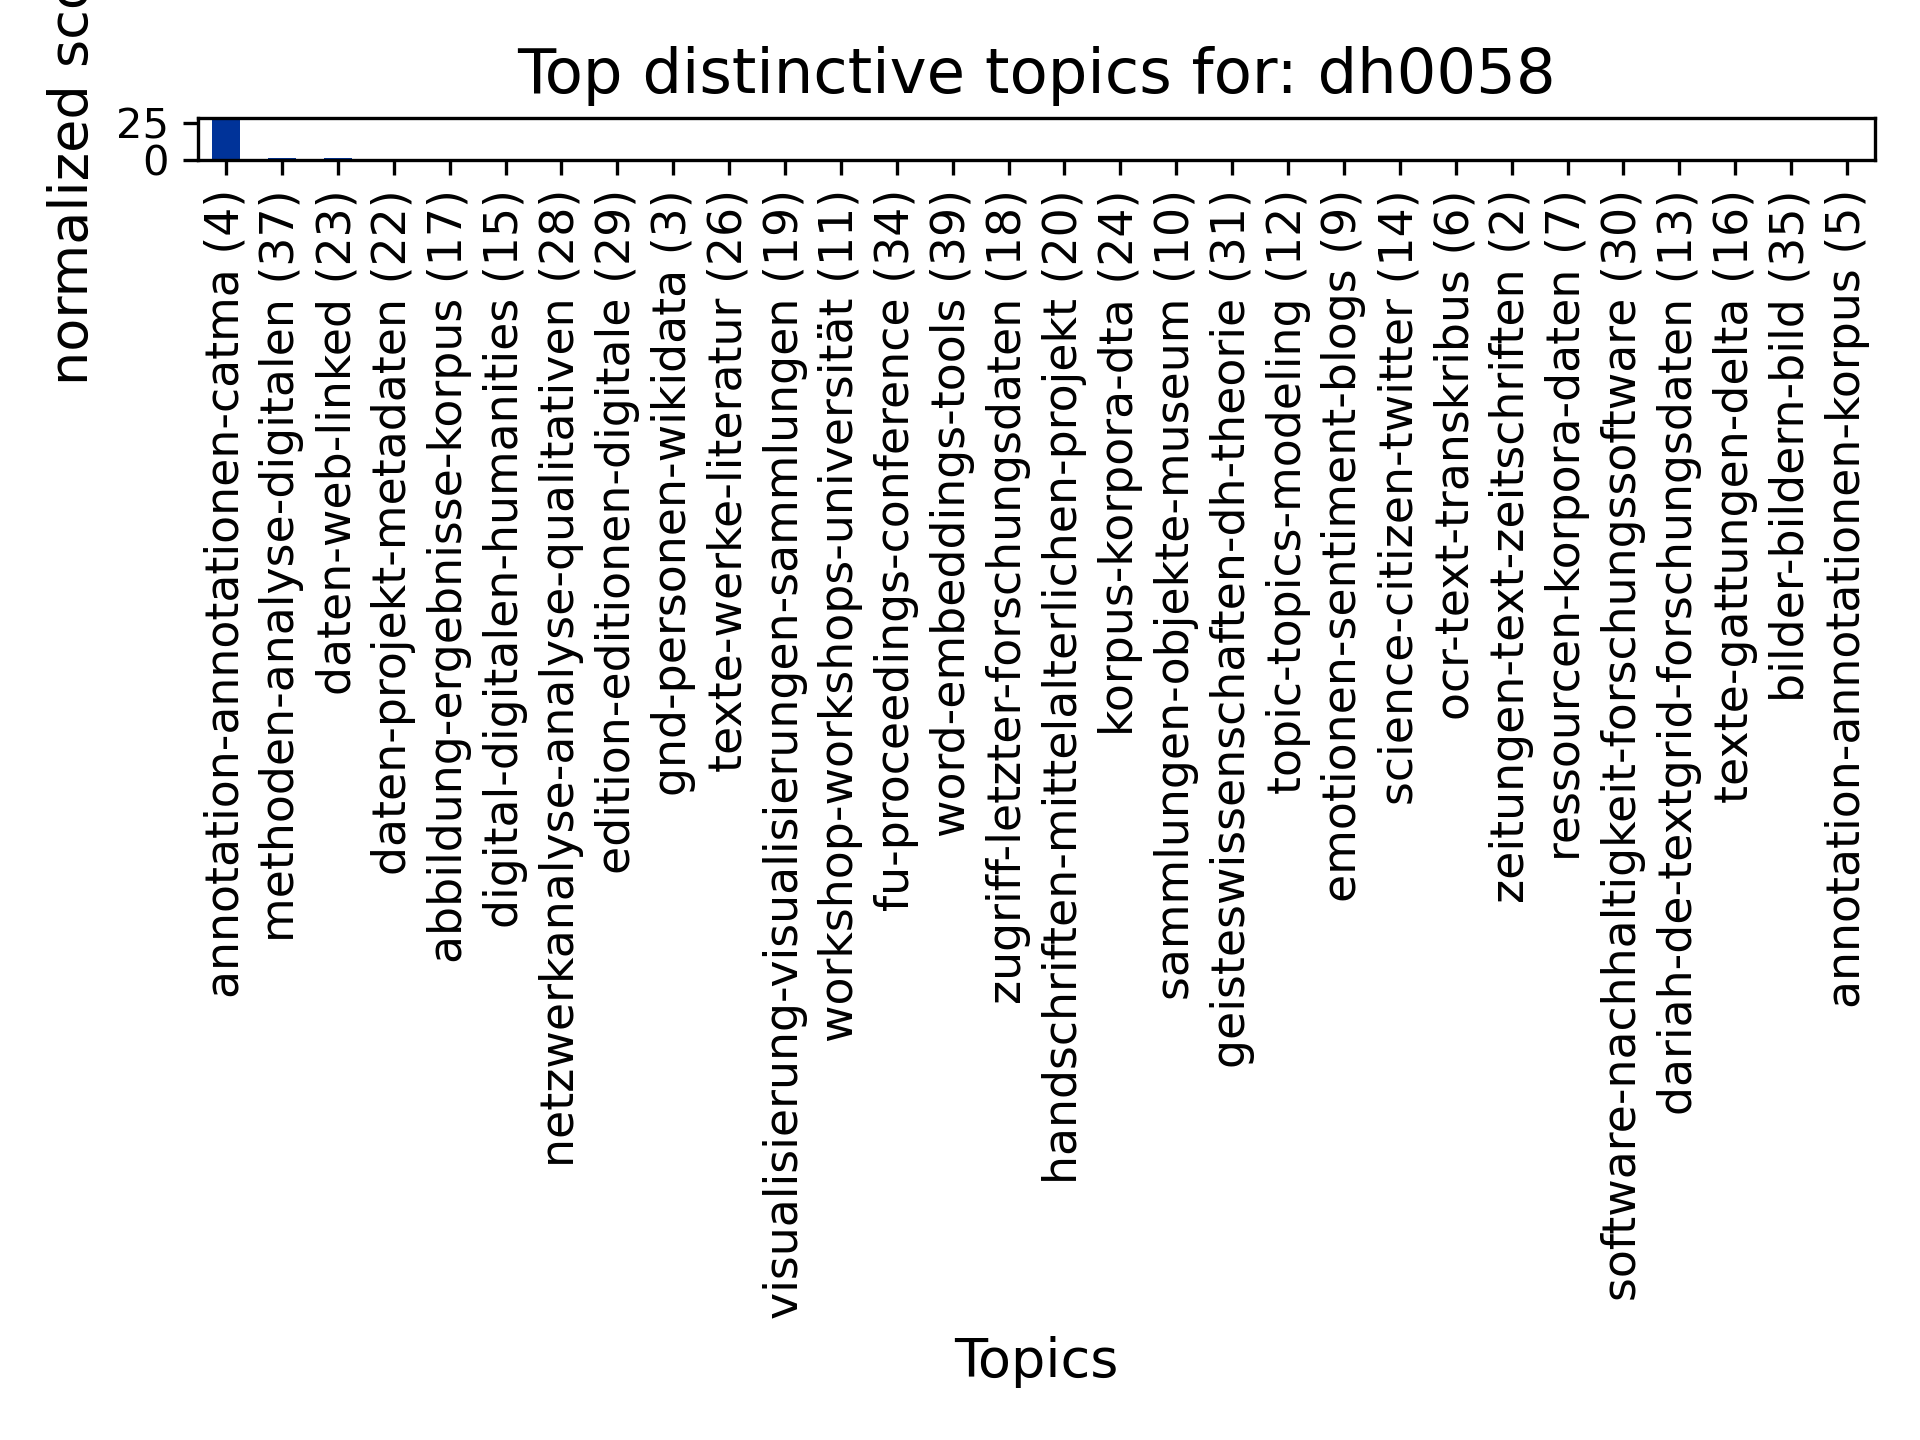 Top distinctive topics for: dh0058
normalized sco
25
0
annotation-annotationen-catma (4)
methoden-analyse-digitalen (37)
daten-web-linked (23)
daten-projekt-metadaten (22)
abbildung-ergebnisse-korpus (17)
digital-digitalen-humanities (15)
netzwerkanalyse-analyse-qualitativen (28)
edition-editionen-digitale (29)
gnd-personen-wikidata (3)
texte-werke-literatur (26)
visualisierung-visualisierungen-sammlungen (19)
workshop-workshops-universität (11)
fu-proceedings-conference (34)
word-embeddings-tools (39)
zugriff-letzter-forschungsdaten (18)
handschriften-mittelalterlichen-projekt (20)
korpus-korpora-dta (24)
sammlungen-objekte-museum (10)
geisteswissenschaften-dh-theorie (31)
topic-topics-modeling (12)
emotionen-sentiment-blogs (9)
science-citizen-twitter (14)
ocr-text-transkribus (6)
zeitungen-text-zeitschriften (2)
ressourcen-korpora-daten (7)
software-nachhaltigkeit-forschungssoftware (30)
dariah-de-textgrid-forschungsdaten (13)
texte-gattungen-delta (16)
bilder-bildern-bild (35)
annotation-annotationen-korpus (5)
Topics